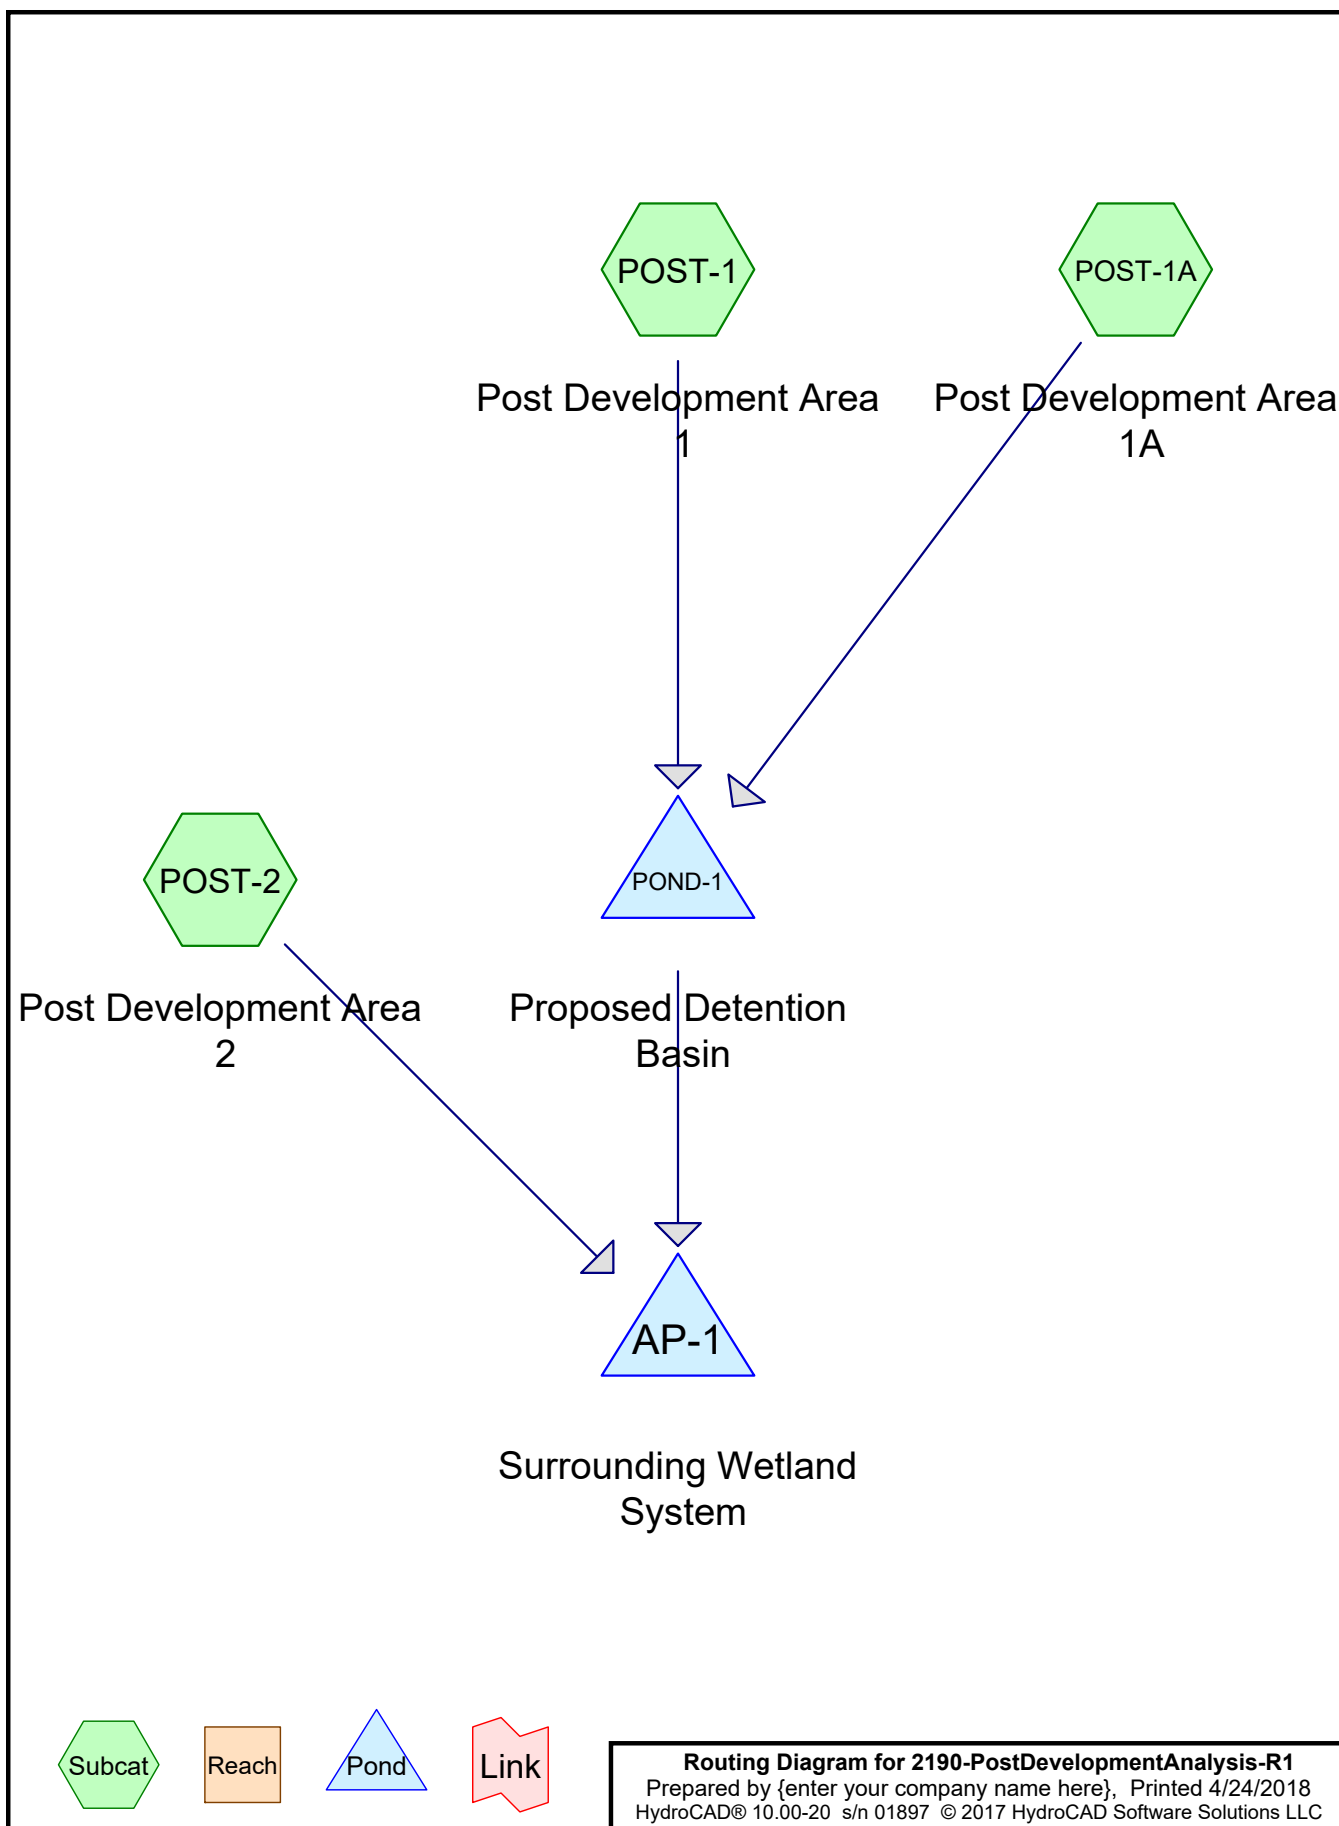 POST-1
POST-1A
Post Development Area
1
Post Development Area
1A
POST-2
POND-1
Post Development Area
2
Proposed Detention
Basin
AP-1
Surrounding Wetland
System
Subcat
Reach
Pond
Link
Routing Diagram for 2190-PostDevelopmentAnalysis-R1
Prepared by {enter your company name here}, Printed 4/24/2018
HydroCAD® 10.00-20 s/n 01897 © 2017 HydroCAD Software Solutions LLC